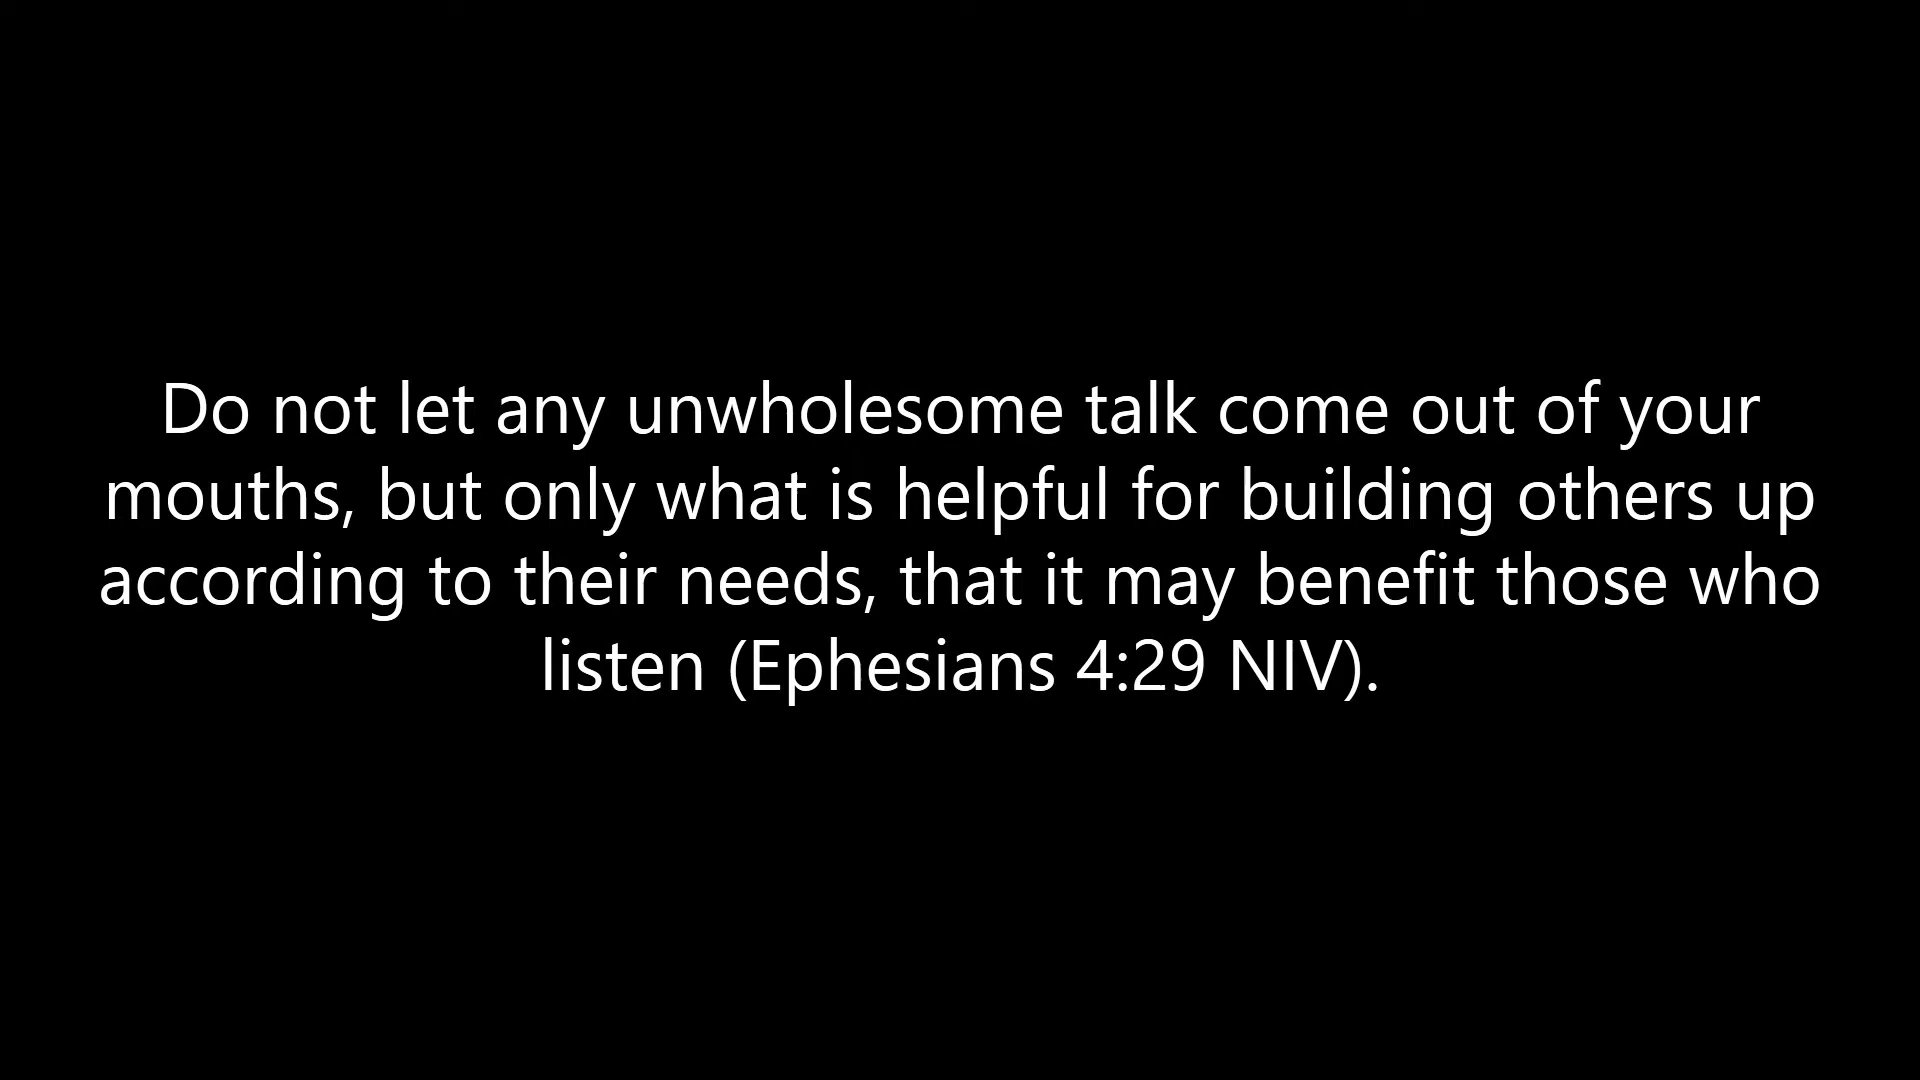 Do not let any unwholesome talk come out of your
mouths, but only what is helpful for building others up
according to their needs, that it may benefit those who
listen (Ephesians 4:29 NIV).